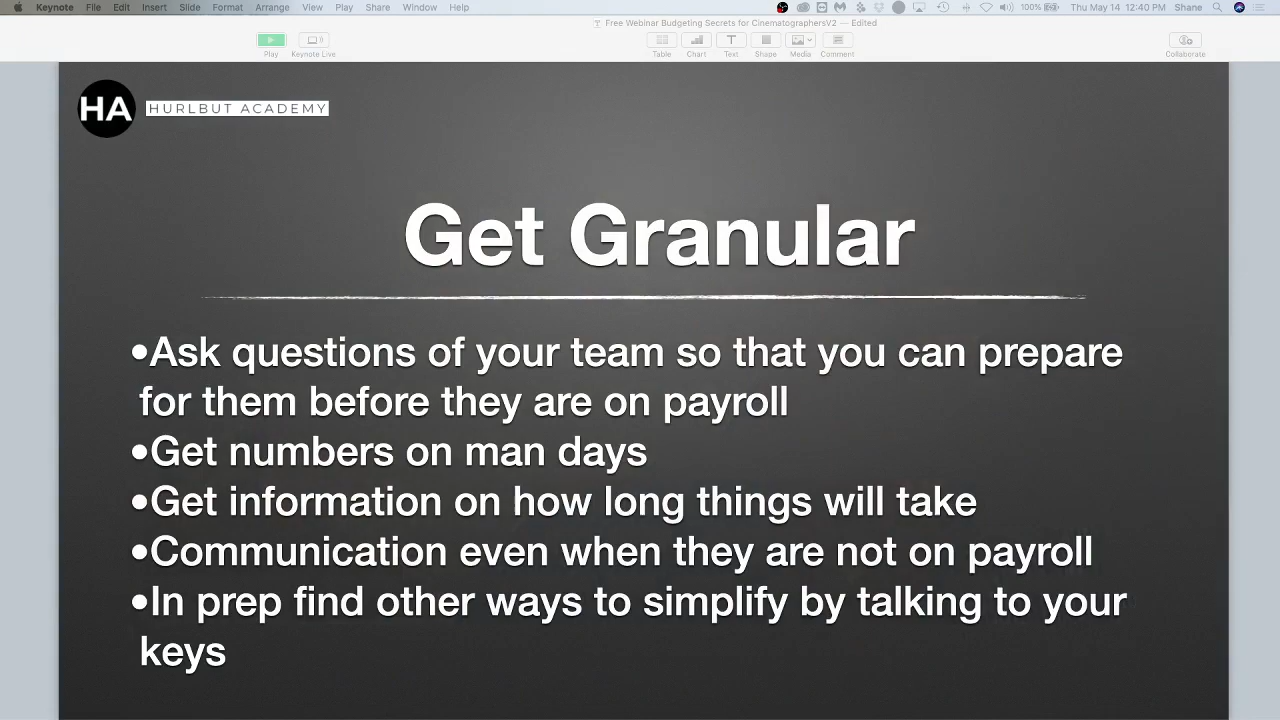 Keynote File Edit Insert Slide Format Arrange View Play Share Window Help 100% Thu May 14 12:40 PM Shane
Free Webinar Budgeting Secrets for CinematographersV2 — Edited
Play Keynote Live Table Chart Text Shape Media Comment Collaborate
HA HURLBUT ACADEMY
Get Granular
•Ask questions of your team so that you can prepare
for them before they are on payroll
•Get numbers on man days
•Get information on how long things will take
•Communication even when they are not on payroll
•In prep find other ways to simplify by talking to your
keys